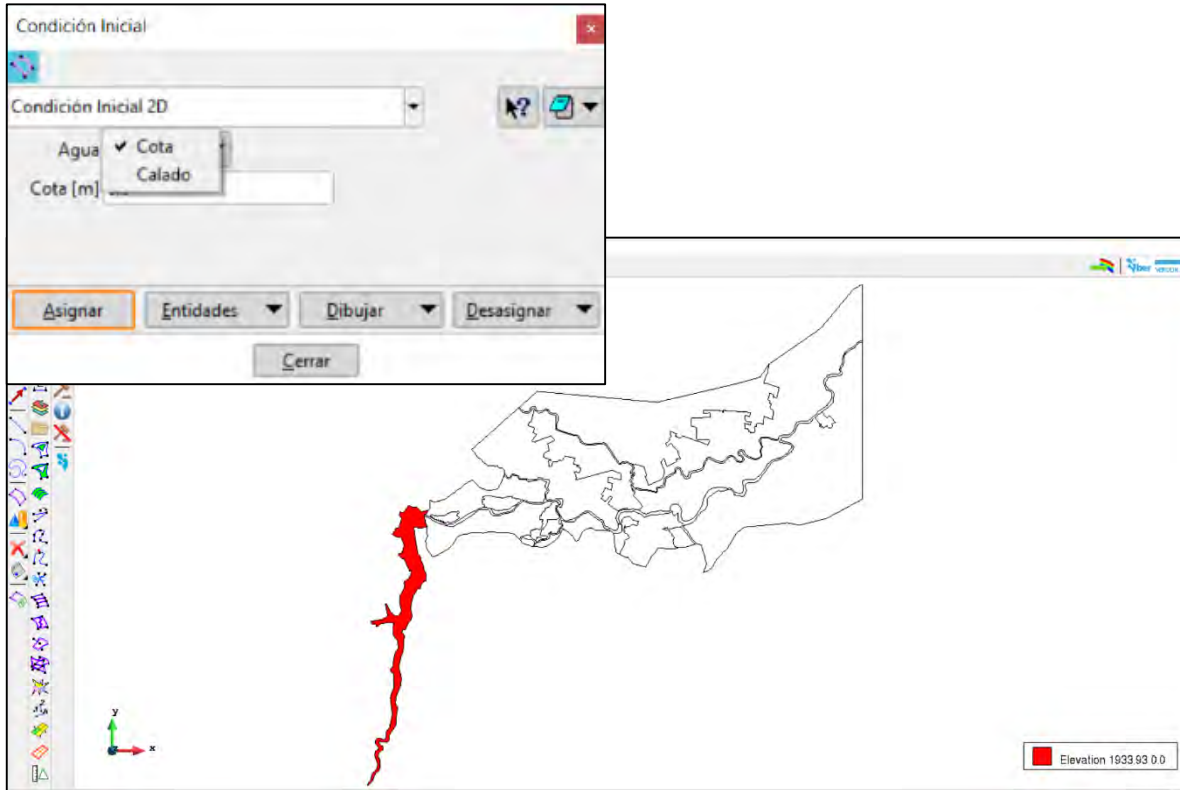 Condición Inicial
Condición Inicial 2D
Agua
Cota
Calado
Cota [m]
Asignar
Entidades
Dibujar
Desasignar
Cerrar
Iber
y
x
Elevation 1933.93 0.0